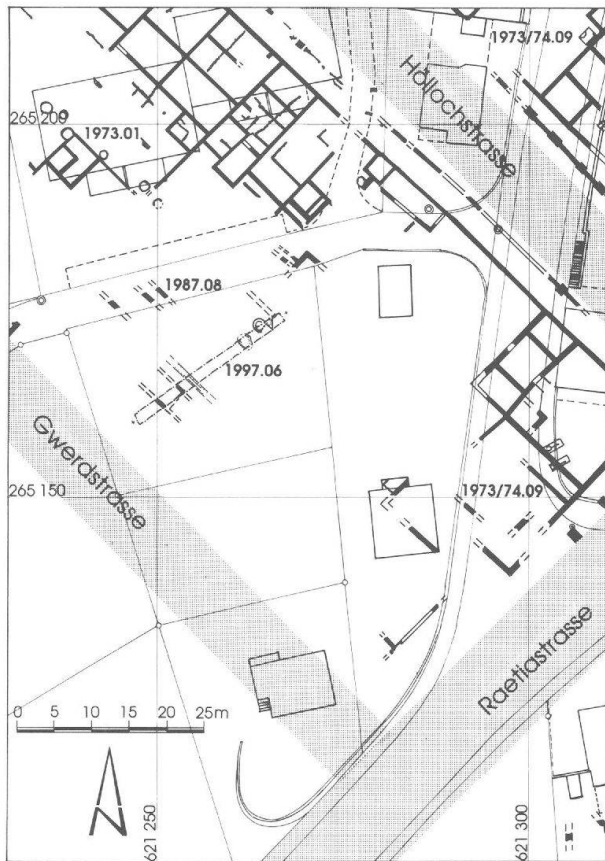 1973/74.09
Höllochstrasse
265 200
1973.01
1987.08
1997.06
Gwerdstrasse
265 150
1973/74.09
Raetiastrasse
0 5 10 15 20 25m
N
621 250
621 300